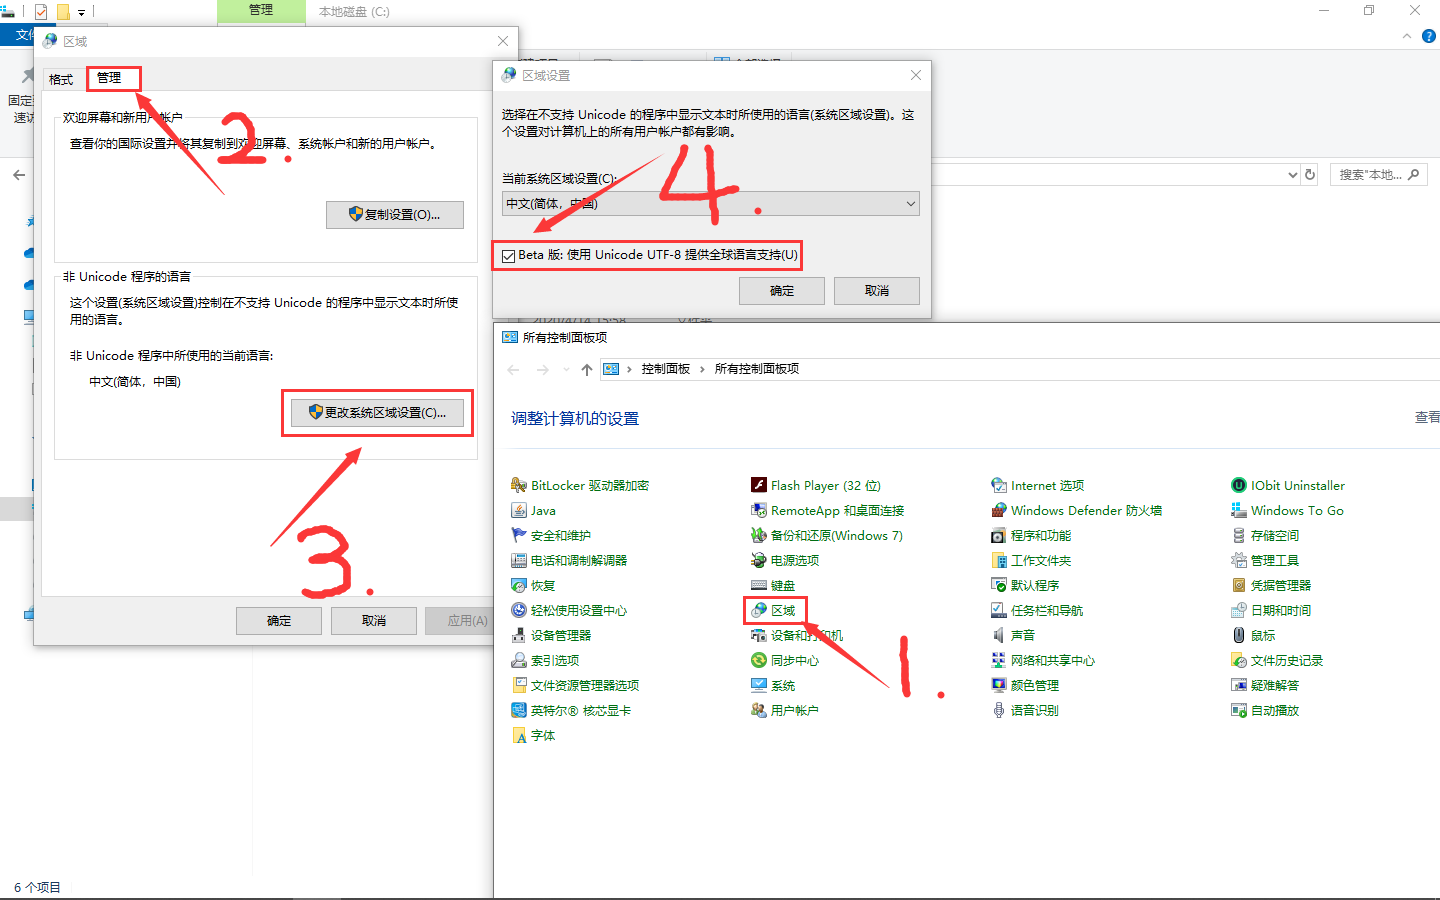 管理
本地磁盘 (C:)
文件
固定到
速访
搜索"本地...
6 个项目
区域
格式
管理
2.
欢迎屏幕和新用户帐户
查看你的国际设置并将其复制到欢迎屏幕、系统帐户和新的用户帐户。
复制设置(O)...
非 Unicode 程序的语言
这个设置(系统区域设置)控制在不支持 Unicode 的程序中显示文本时所使
用的语言。
非 Unicode 程序中所使用的当前语言:
中文(简体，中国)
更改系统区域设置(C)...
3.
确定
取消
应用(A)
区域设置
选择在不支持 Unicode 的程序中显示文本时所使用的语言(系统区域设置)。这
个设置对计算机上的所有用户帐户都有影响。
当前系统区域设置(C):
中文(简体，中国)
4.
Beta 版: 使用 Unicode UTF-8 提供全球语言支持(U)
确定
取消
2020/4/14 15:58
文件夹
所有控制面板项
控制面板 › 所有控制面板项
调整计算机的设置
查看
BitLocker 驱动器加密
Flash Player (32 位)
Internet 选项
IObit Uninstaller
Java
RemoteApp 和桌面连接
Windows Defender 防火墙
Windows To Go
安全和维护
备份和还原(Windows 7)
程序和功能
存储空间
电话和调制解调器
电源选项
工作文件夹
管理工具
恢复
键盘
默认程序
凭据管理器
轻松使用设置中心
区域
任务栏和导航
日期和时间
设备管理器
设备和打印机
声音
鼠标
1.
索引选项
同步中心
网络和共享中心
文件历史记录
文件资源管理器选项
系统
颜色管理
疑难解答
英特尔® 核芯显卡
用户帐户
语音识别
自动播放
字体